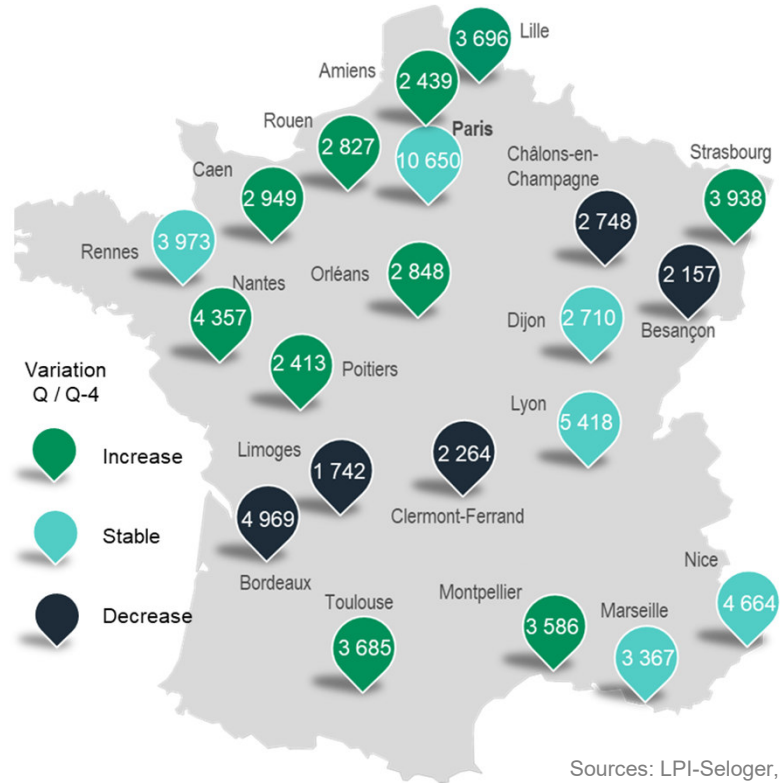 Lille
3 696
Amiens
2 439
Rouen
2 827
Paris
10 650
Châlons-en-
Champagne
2 748
Strasbourg
3 938
Caen
2 949
Rennes
3 973
Orléans
2 848
2 157
Besançon
Nantes
4 357
Dijon
2 710
Poitiers
2 413
Variation
Q / Q-4
Increase
Stable
Decrease
Lyon
5 418
Limoges
1 742
2 264
Clermont-Ferrand
4 969
Bordeaux
Toulouse
3 685
Montpellier
3 586
Marseille
3 367
Nice
4 664
Sources: LPI-Seloger,